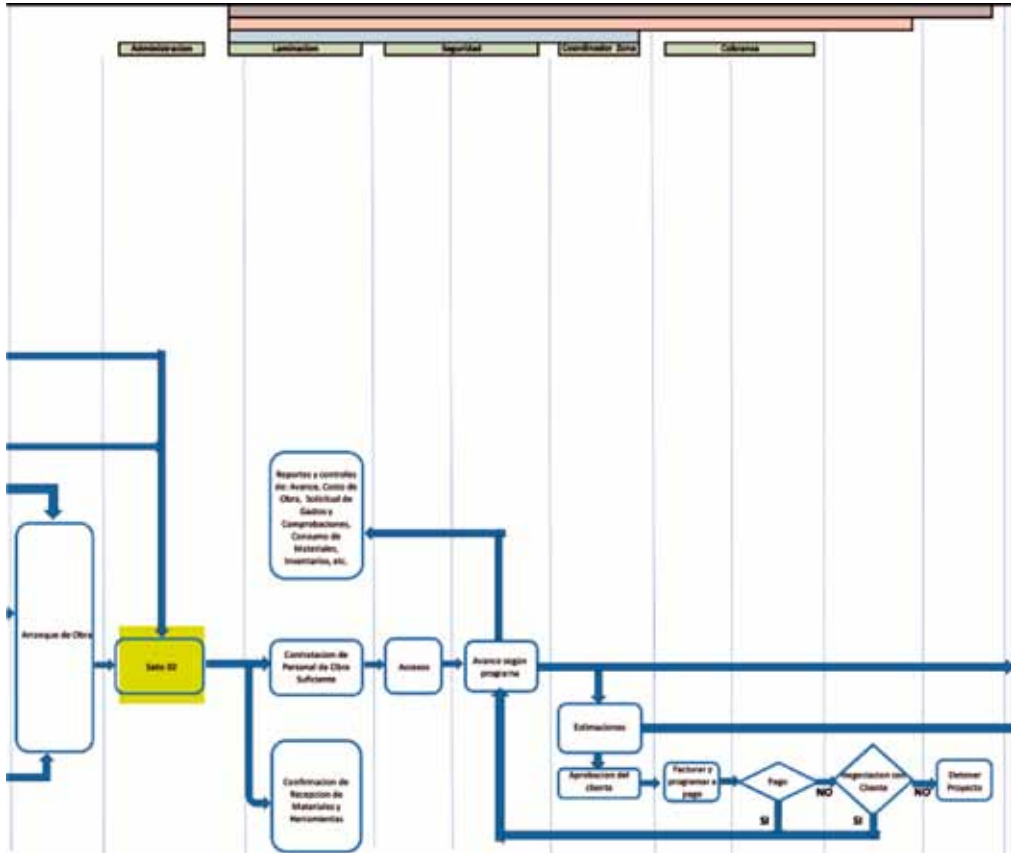 Administracion
Laminacion
Seguridad
Coordinador Zona
Cobranza
Reportes y controles
de: Avance, Costo de
Obra, Solicitud de
Gastos y
Comprobaciones,
Consumo de
Materiales,
Inventarios, etc.
Arranque de Obra
Sato 02
Contratacion de
Personal de Obra
Suficiente
Accesos
Avance según
programa
Estimaciones
Aprobacion del
cliente
Facturar y
programar a
pago
Pago
NO
SI
Negociacion con
Cliente
NO
SI
Detener
Proyecto
Confirmacion de
Recepcion de
Materiales y
Herramientas